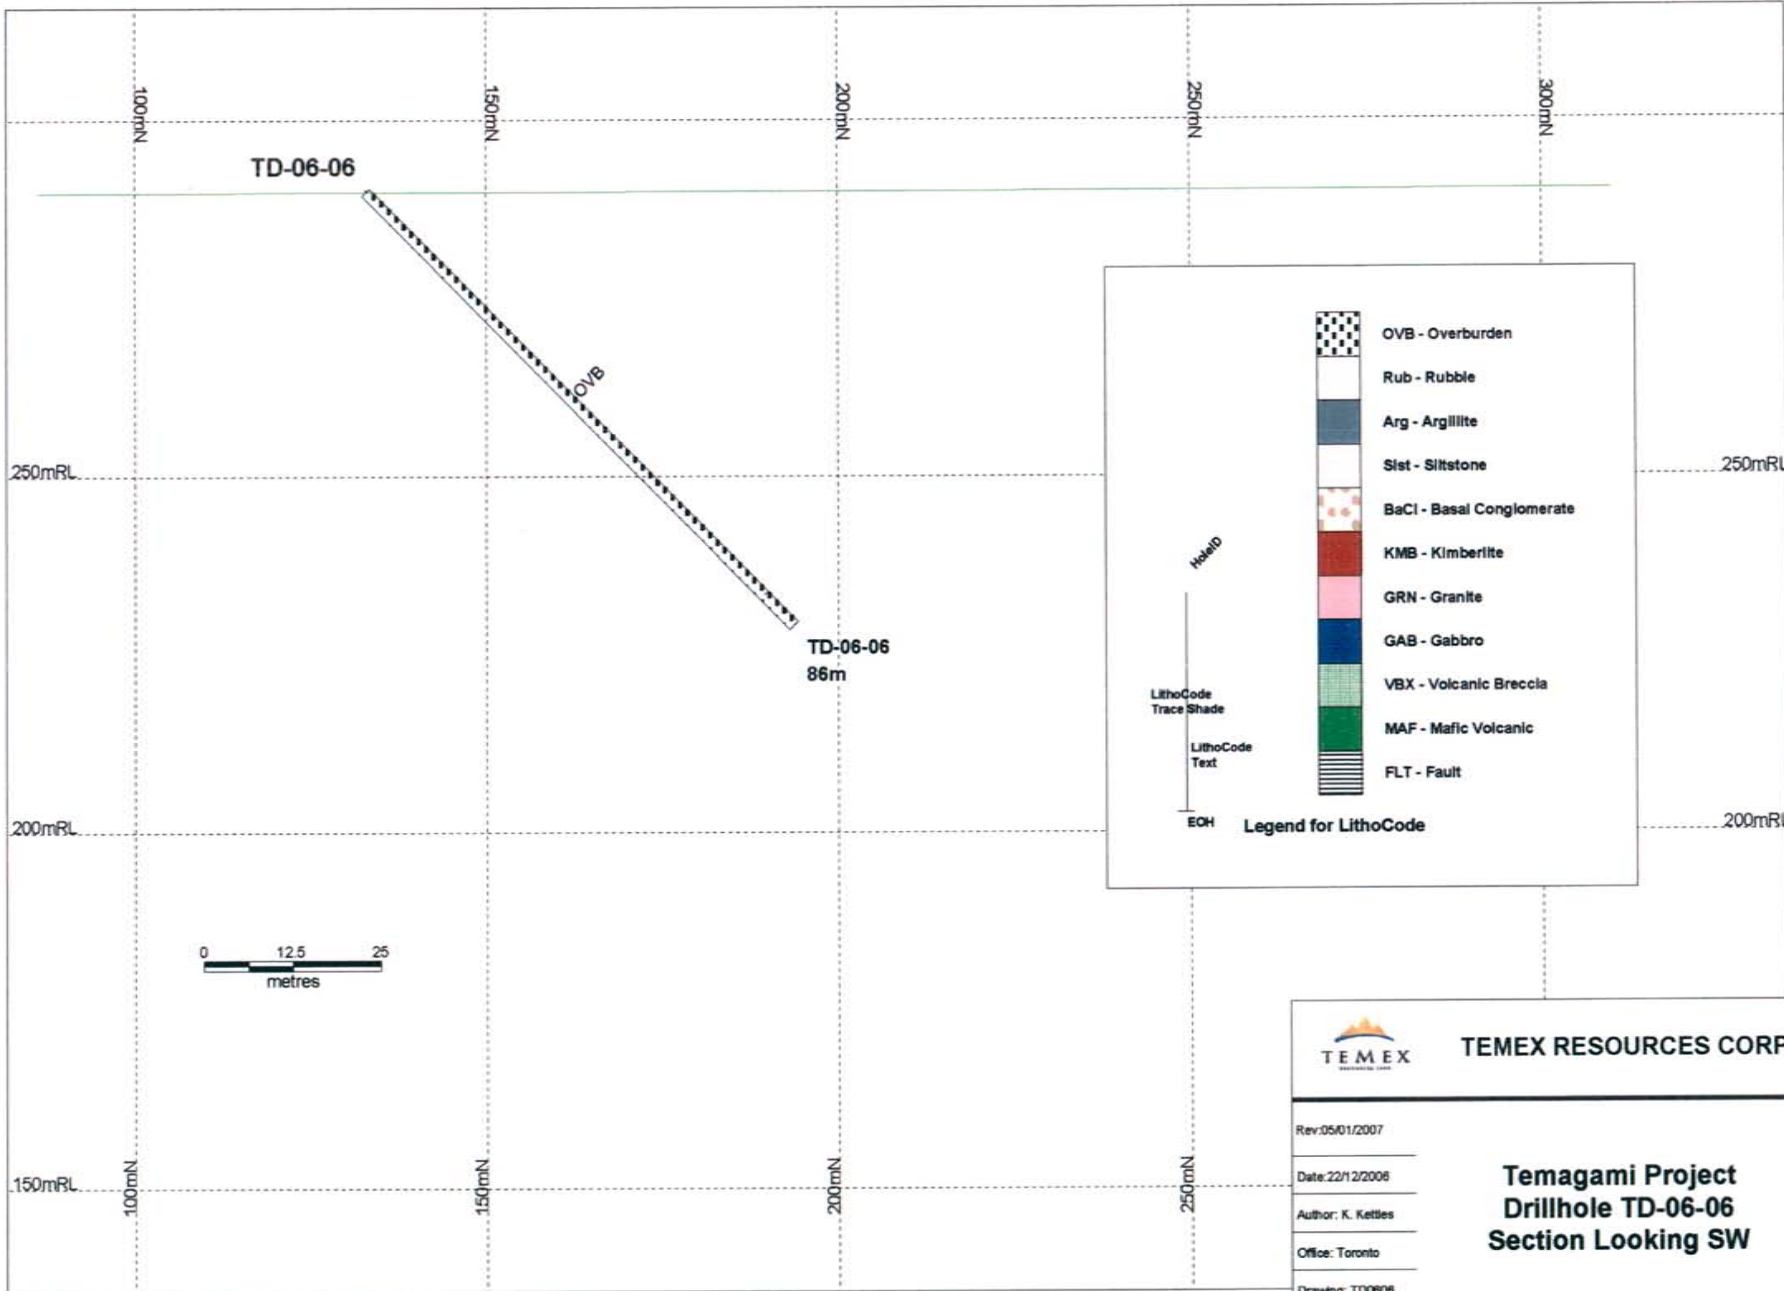 100mN
150mN
200mN
250mN
300mN
TD-06-06
OVB
250mRL
250mRL
TD-06-06
86m
200mRL
200mRL
0 12.5 25
metres
150mRL
100mN
150mN
200mN
250mN
OVB - Overburden
Rub - Rubble
Arg - Argillite
Slst - Siltstone
BaCl - Basal Conglomerate
KMB - Kimberlite
GRN - Granite
GAB - Gabbro
VBX - Volcanic Breccia
MAF - Mafic Volcanic
FLT - Fault
HoleID
LithoCode
Trace Shade
LithoCode
Text
EOH
Legend for LithoCode
TEMEX
TEMEX RESOURCES CORP
Rev:05/01/2007
Date:22/12/2006
Author: K. Kettles
Office: Toronto
Drawing: TD0606
Temagami Project
Drillhole TD-06-06
Section Looking SW